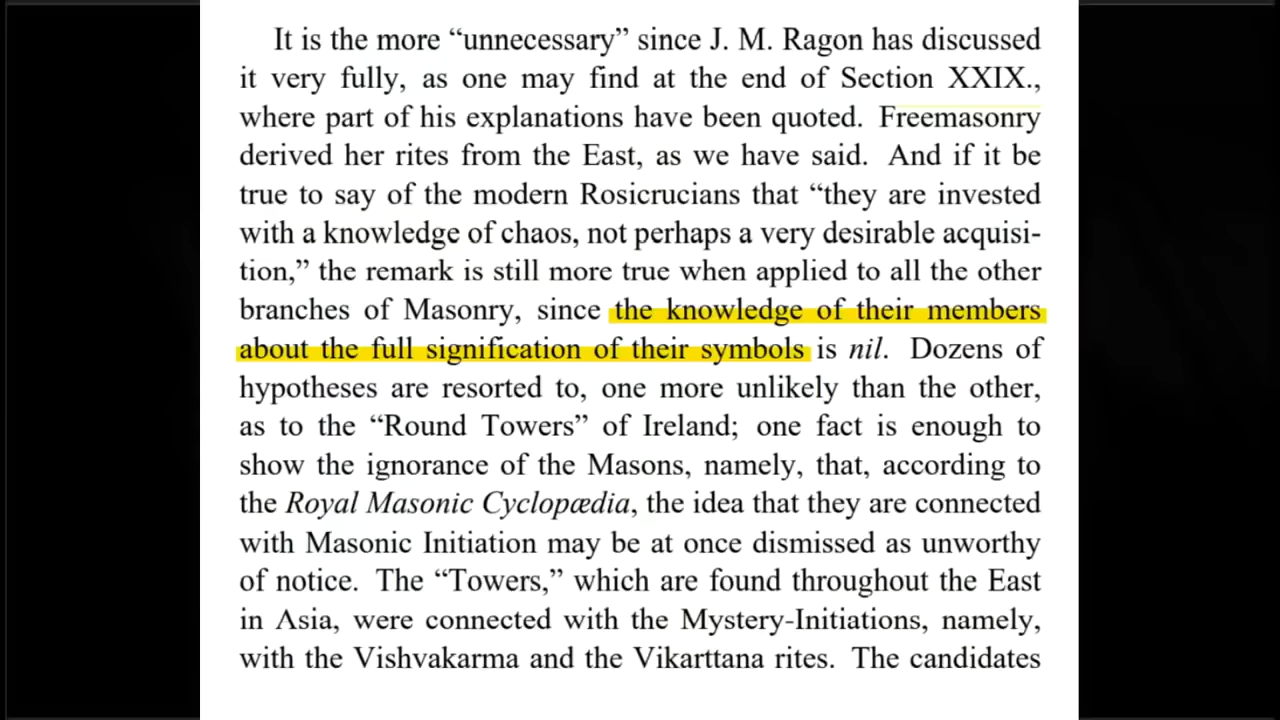 It is the more “unnecessary” since J. M. Ragon has discussed
it very fully, as one may find at the end of Section XXIX.,
where part of his explanations have been quoted. Freemasonry
derived her rites from the East, as we have said. And if it be
true to say of the modern Rosicrucians that “they are invested
with a knowledge of chaos, not perhaps a very desirable acquisi-
tion,” the remark is still more true when applied to all the other
branches of Masonry, since the knowledge of their members
about the full signification of their symbols is nil. Dozens of
hypotheses are resorted to, one more unlikely than the other,
as to the “Round Towers” of Ireland; one fact is enough to
show the ignorance of the Masons, namely, that, according to
the Royal Masonic Cyclopædia, the idea that they are connected
with Masonic Initiation may be at once dismissed as unworthy
of notice. The “Towers,” which are found throughout the East
in Asia, were connected with the Mystery-Initiations, namely,
with the Vishvakarma and the Vikarttana rites. The candidates